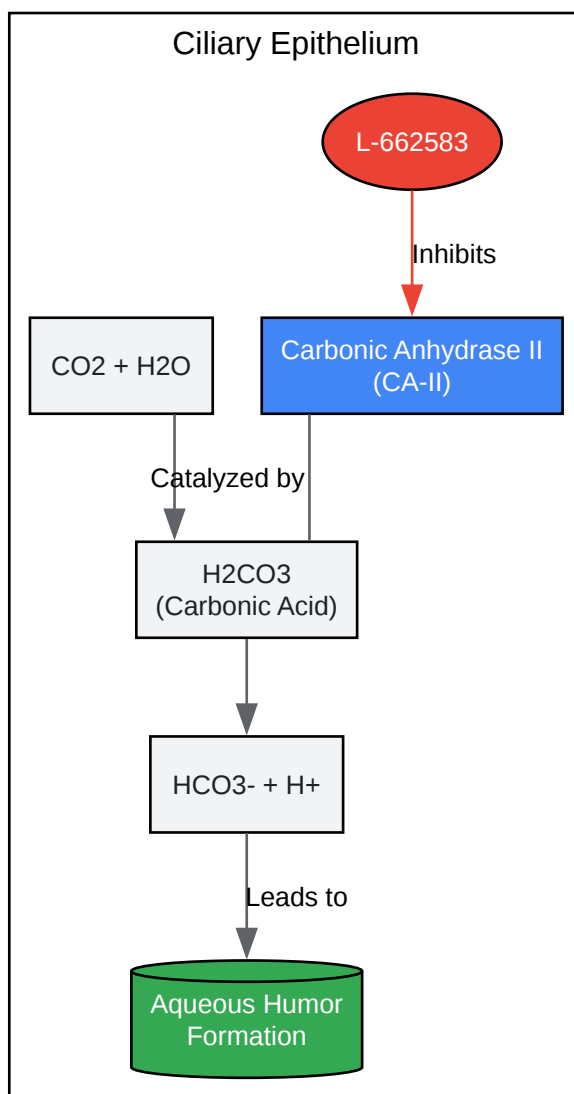 Ciliary Epithelium
L-662583
Inhibits
CO2 + H2O
Carbonic Anhydrase II
(CA-II)
Catalyzed by
H2CO3
(Carbonic Acid)
HCO3- + H+
Leads to
Aqueous Humor
Formation